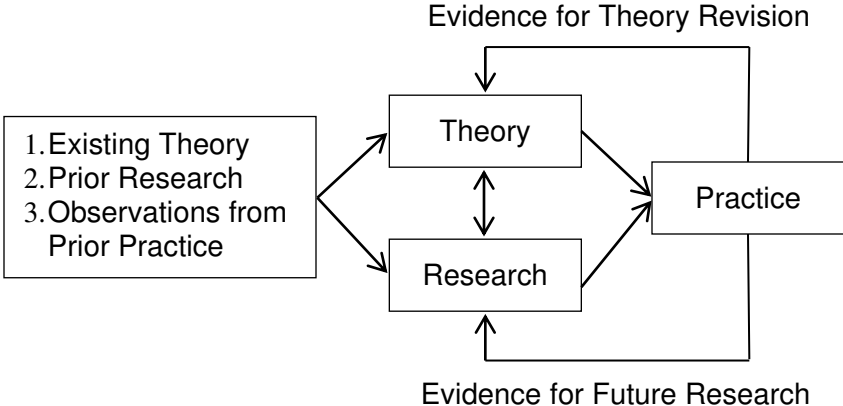 Evidence for Theory Revision
1.Existing Theory
2.Prior Research
3.Observations from
Prior Practice
Theory
Practice
Research
Evidence for Future Research